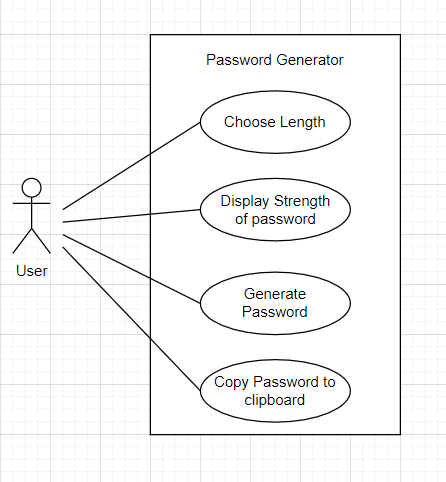 Password Generator
Choose Length
Display Strength
of password
User
Generate
Password
Copy Password to
clipboard